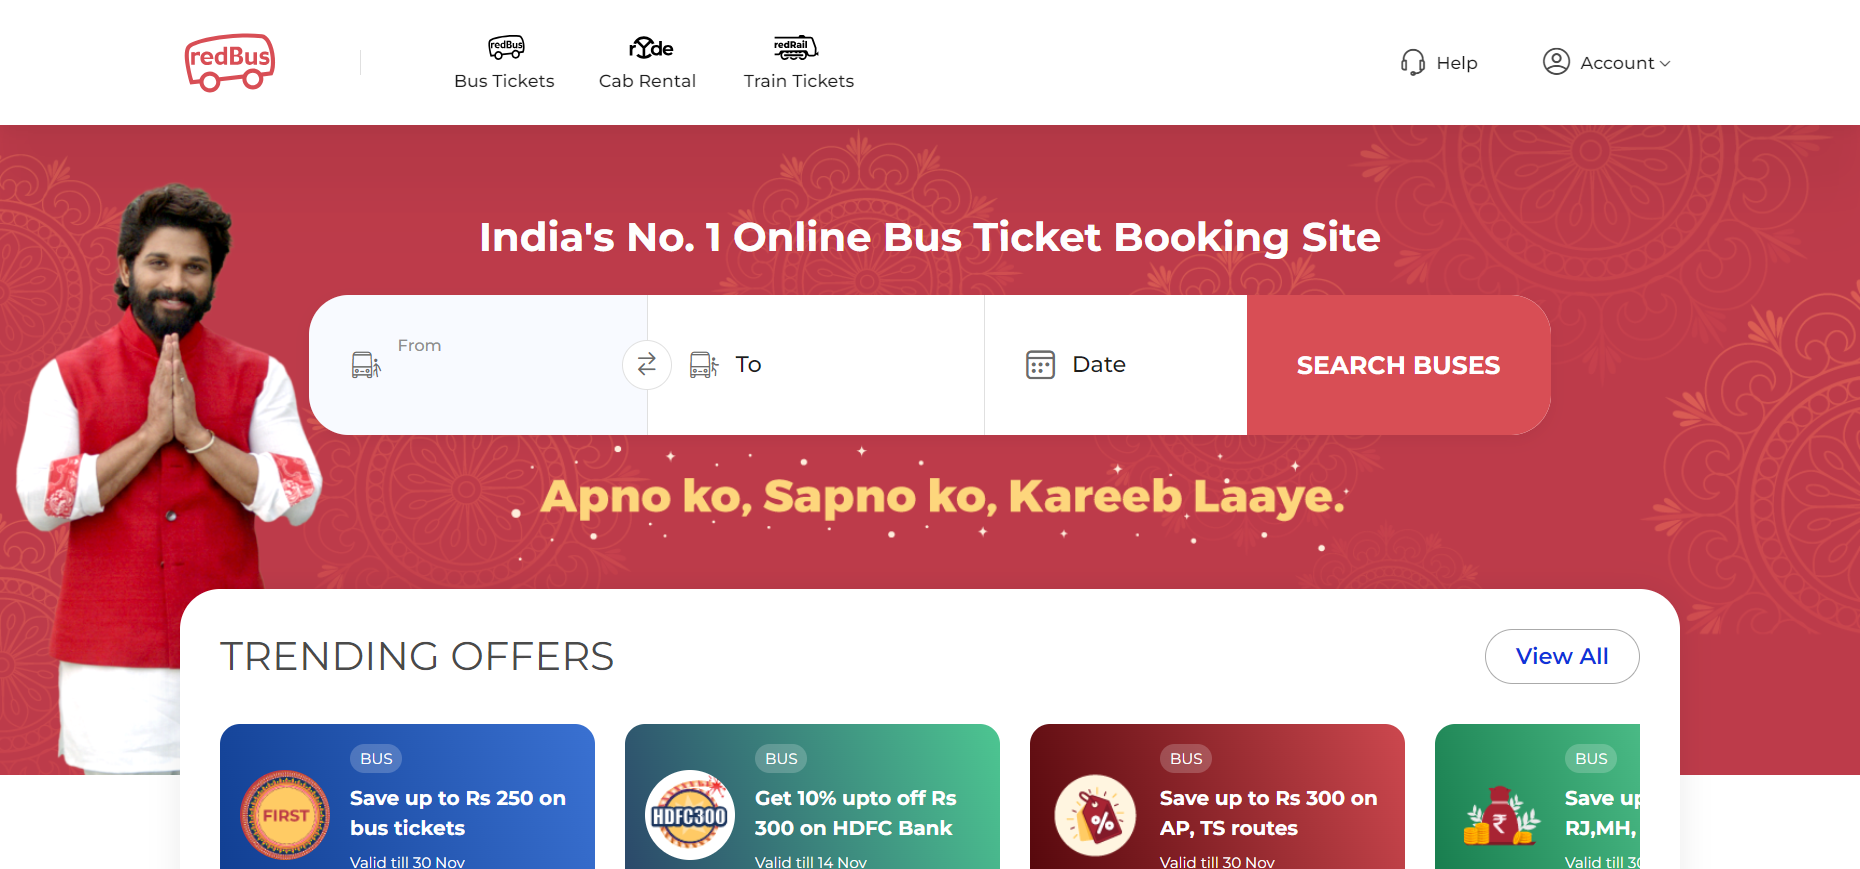 redBus
redBus
Bus Tickets
rYde
Cab Rental
redRail
Train Tickets
Help
Account
India's No. 1 Online Bus Ticket Booking Site
From
To
Date
SEARCH BUSES
Apno ko, Sapno ko, Kareeb Laaye.
TRENDING OFFERS
View All
BUS
FIRST
Save up to Rs 250 on
bus tickets
Valid till 30 Nov
BUS
HDFC300
Get 10% upto off Rs
300 on HDFC Bank
Valid till 14 Nov
BUS
%
Save up to Rs 300 on
AP, TS routes
Valid till 30 Nov
BUS
₹
Save up
RJ,MH,
Valid till 30